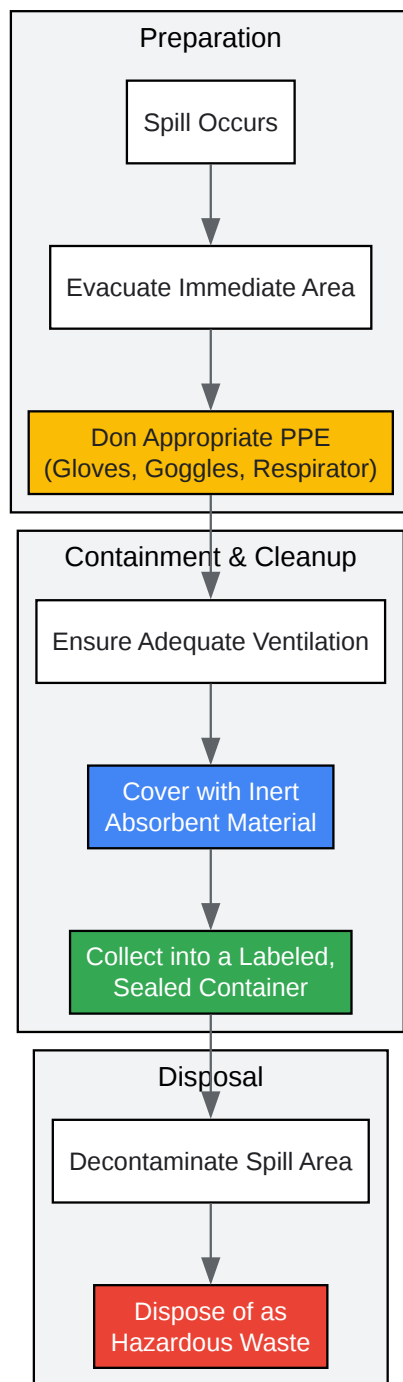 Preparation
Spill Occurs
Evacuate Immediate Area
Don Appropriate PPE
(Gloves, Goggles, Respirator)
Containment & Cleanup
Ensure Adequate Ventilation
Cover with Inert
Absorbent Material
Collect into a Labeled,
Sealed Container
Disposal
Decontaminate Spill Area
Dispose of as
Hazardous Waste